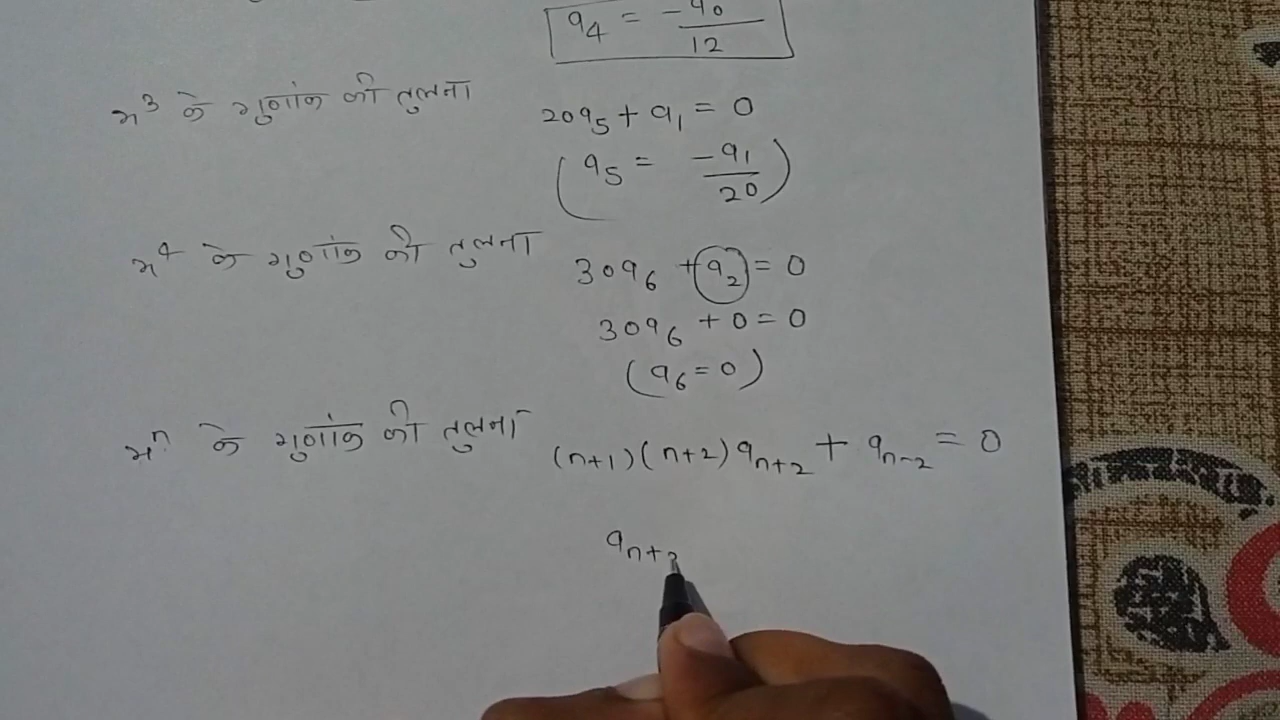 a₄ = -a₀/12
x³ के गुणांक की तुलना 20a₅ + a₁ = 0
(a₅ = -a₁/20)
x⁴ के गुणांक की तुलना 30a₆ + a₂ = 0
30a₆ + 0 = 0
(a₆ = 0)
xⁿ के गुणांक की तुलना (n+1)(n+2)aₙ₊₂ + aₙ₋₂ = 0
aₙ₊₂